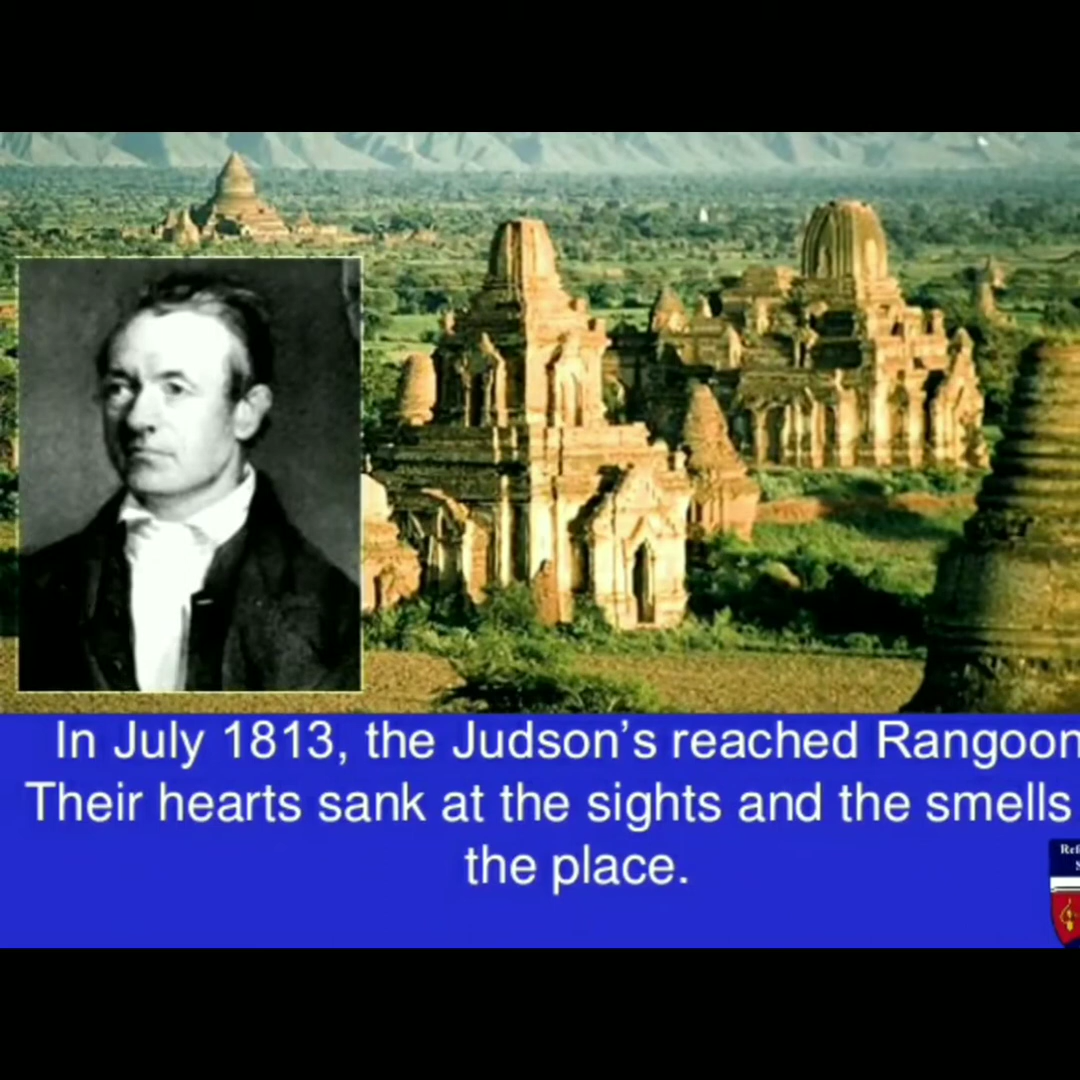 In July 1813, the Judson’s reached Rangoon
Their hearts sank at the sights and the smells
the place.